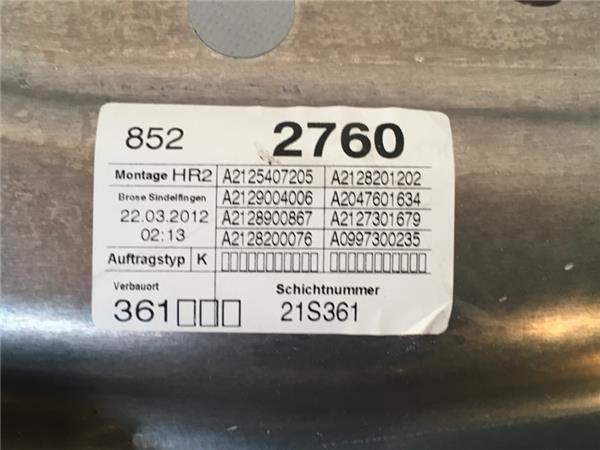 852 2760
Montage HR2 A2125407205 A2128201202
Brose Sindelfingen A2129004006 A2047601634
22.03.2012 A2128900867 A2127301679
02:13 A2128200076 A0997300235
Auftragstyp K ▯▯▯▯▯▯▯▯▯▯▯ ▯▯▯▯▯▯▯▯▯▯▯
Verbauort Schichtnummer
361▯▯▯ 21S361